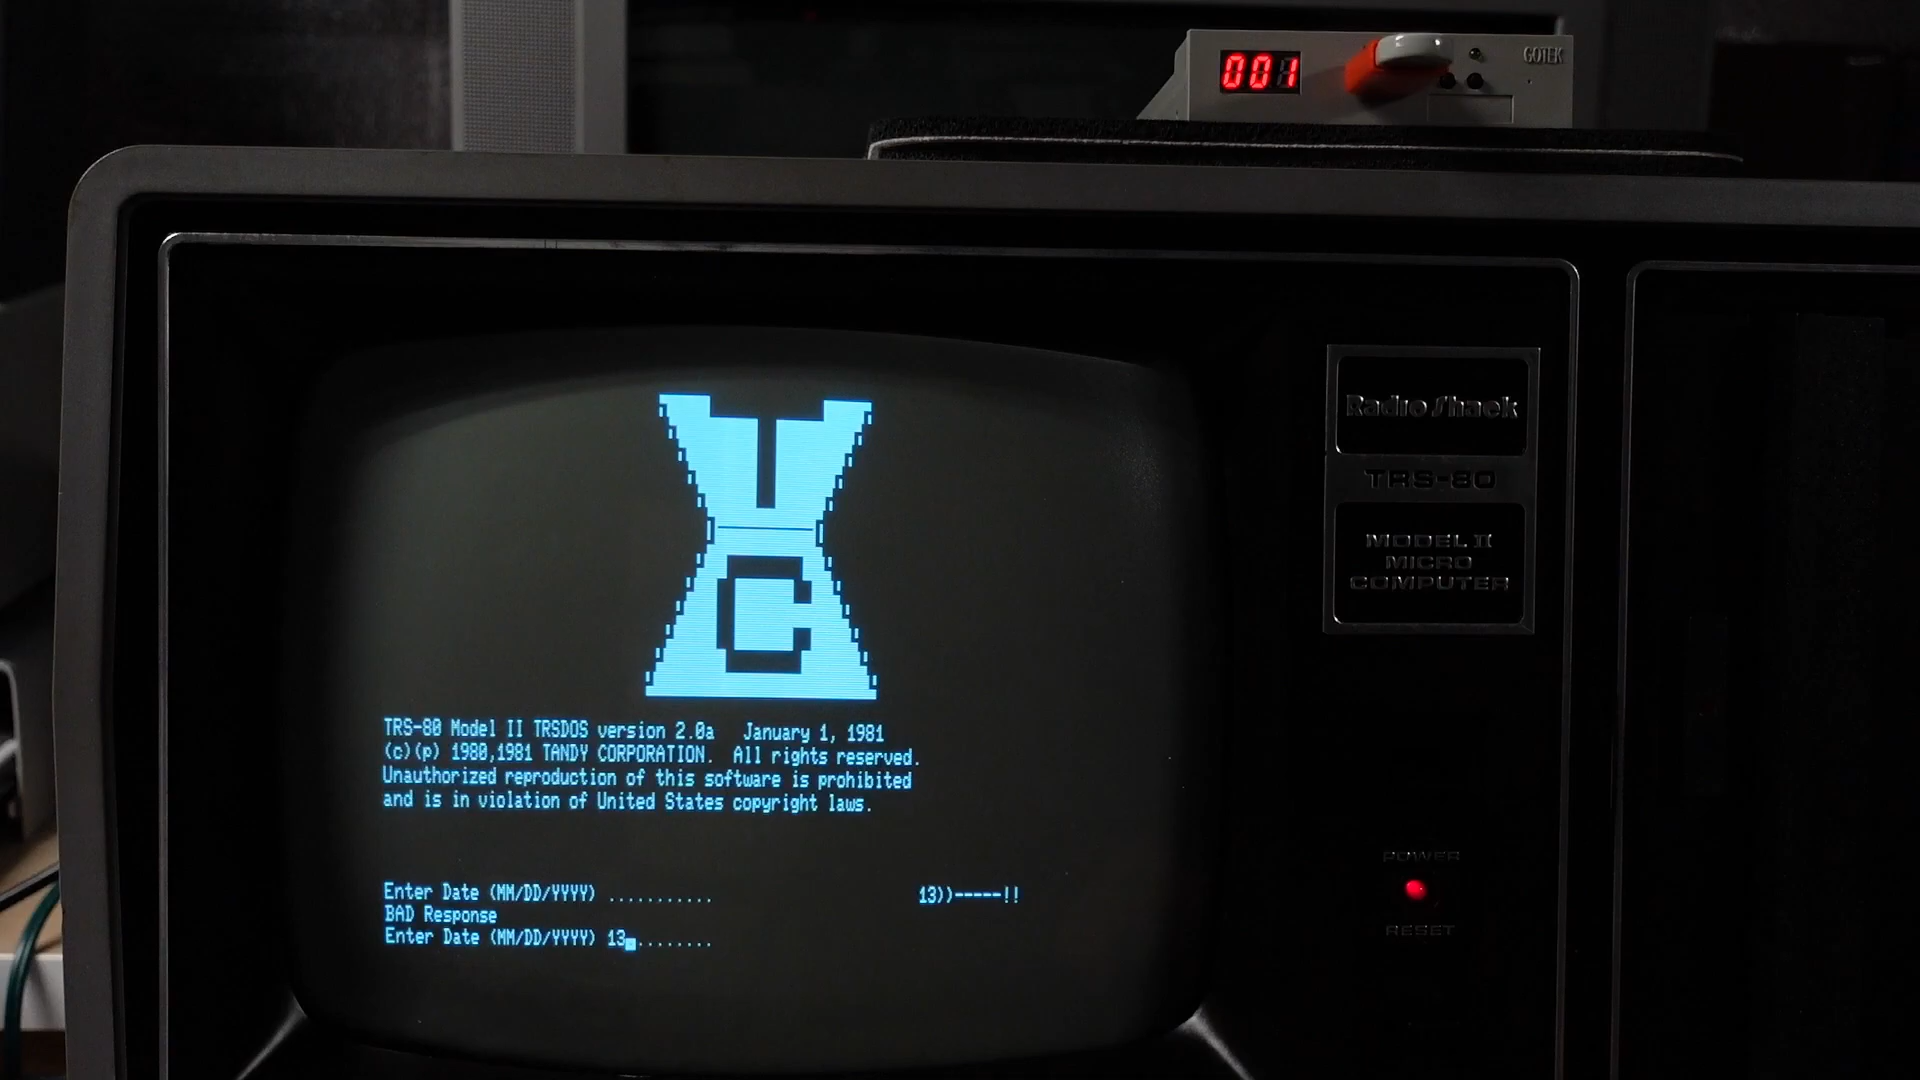 001
GOTEK
Radio Shack
TRS-80
MODEL II
MICRO
COMPUTER
T
C
TRS-80 Model II TRSDOS version 2.0a   January 1, 1981
(c)(p) 1980,1981 TANDY CORPORATION.  All rights reserved.
Unauthorized reproduction of this software is prohibited
and is in violation of United States copyright laws.
Enter Date (MM/DD/YYYY) ........... 13))-----!!
BAD Response
Enter Date (MM/DD/YYYY) 13.........
POWER
RESET